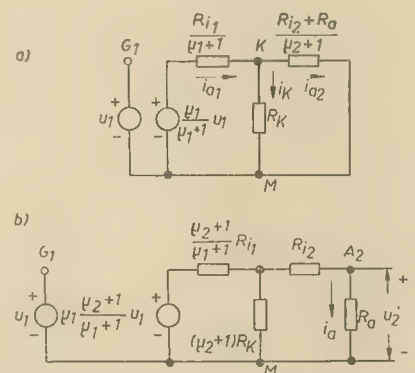 a)
G1
+
u1
-
+
-
μ1/(μ1+1) u1
Ri1/(μ1+1)
ia1
K
iK
RK
(Ri2+Ra)/(μ2+1)
ia2
M
b)
G1
+
u1
-
μ1 (μ2+1)/(μ1+1) u1
+
-
(μ2+1)/(μ1+1) Ri1
(μ2+1)RK
Ri2
A2
ia
Ra
+
u2'
-
M